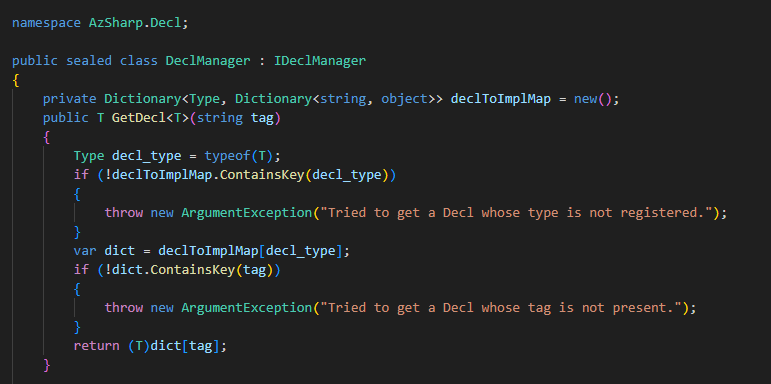 namespace AzSharp.Decl;
public sealed class DeclManager : IDeclManager
{
private Dictionary<Type, Dictionary<string, object>> declToImplMap = new();
public T GetDecl<T>(string tag)
{
Type decl_type = typeof(T);
if (!declToImplMap.ContainsKey(decl_type))
{
throw new ArgumentException("Tried to get a Decl whose type is not registered.");
}
var dict = declToImplMap[decl_type];
if (!dict.ContainsKey(tag))
{
throw new ArgumentException("Tried to get a Decl whose tag is not present.");
}
return (T)dict[tag];
}